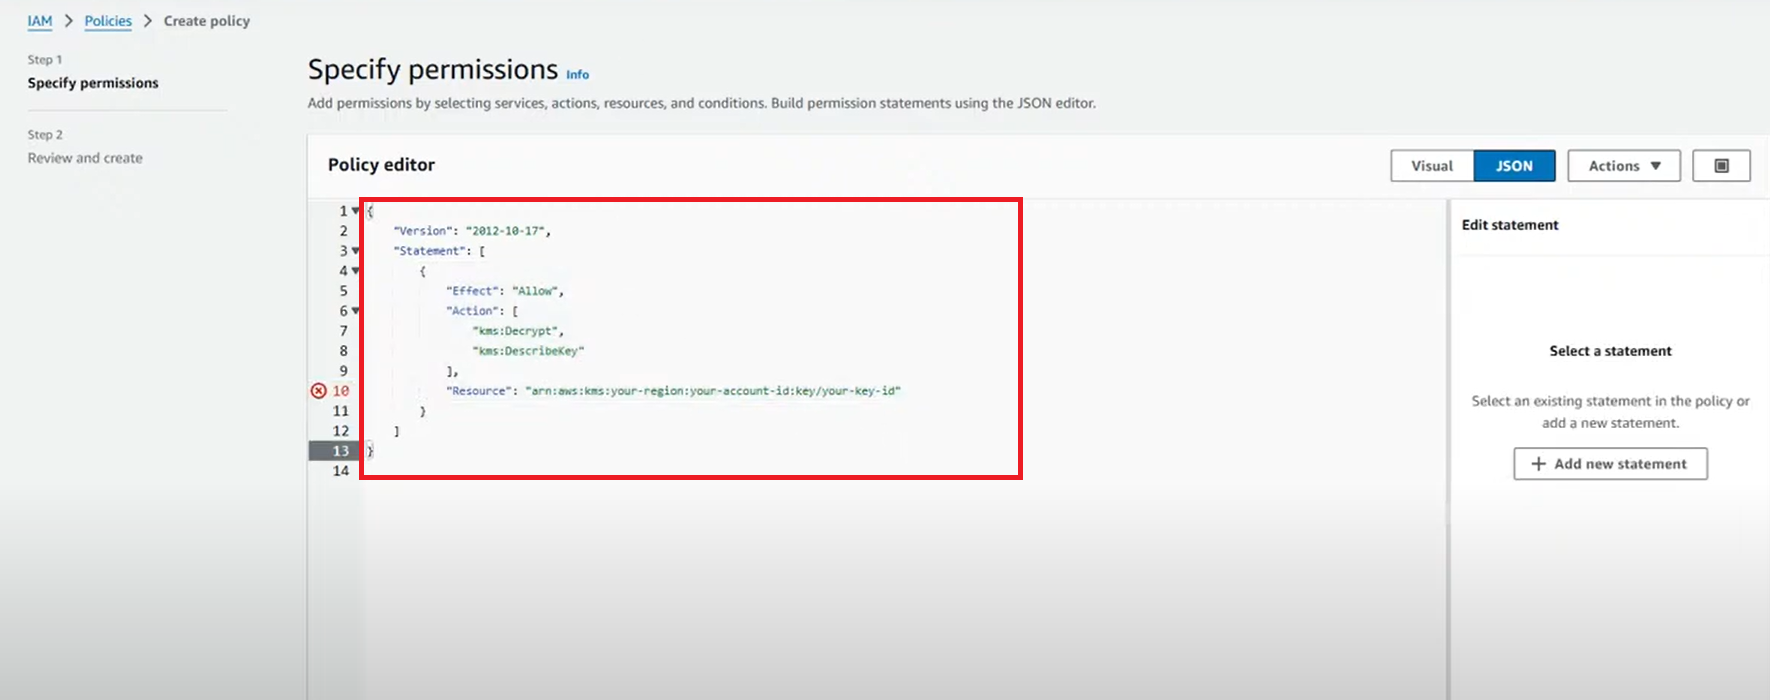 IAM > Policies > Create policy
Step 1
Specify permissions
Step 2
Review and create
Specify permissions Info
Add permissions by selecting services, actions, resources, and conditions. Build permission statements using the JSON editor.
Policy editor
Visual JSON Actions ▼
1 {
2 "Version": "2012-10-17",
3 "Statement": [
4 {
5 "Effect": "Allow",
6 "Action": [
7 "kms:Decrypt",
8 "kms:DescribeKey"
9 ],
10 "Resource": "arn:aws:kms:your-region:your-account-id:key/your-key-id"
11 }
12 ]
13 }
14
Edit statement
Select a statement
Select an existing statement in the policy or
add a new statement.
+ Add new statement